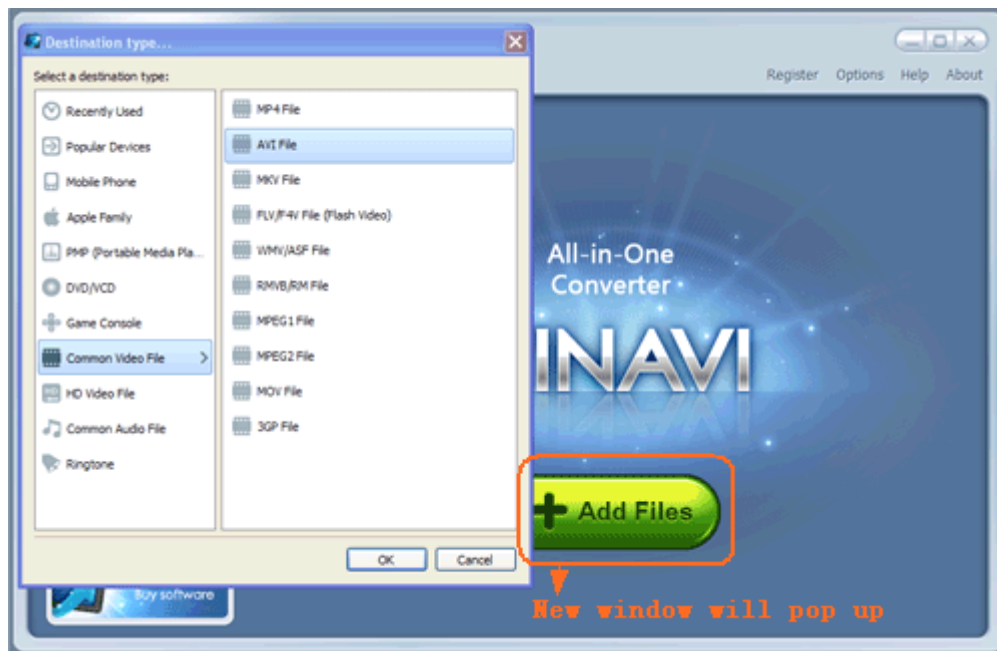 Destination type...
Select a destination type:
Recently Used
Popular Devices
Mobile Phone
Apple Family
PMP (Portable Media Pla...
DVD/VCD
Game Console
Common Video File
HD Video File
Common Audio File
Ringtone
MP4 File
AVI File
MKV File
FLV/F4V File (Flash Video)
WMV/ASF File
RMVB/RM File
MPEG1 File
MPEG2 File
MOV File
3GP File
OK Cancel
Register Options Help About
All-in-One
Converter
INAVI
Add Files
New window will pop up
Buy software